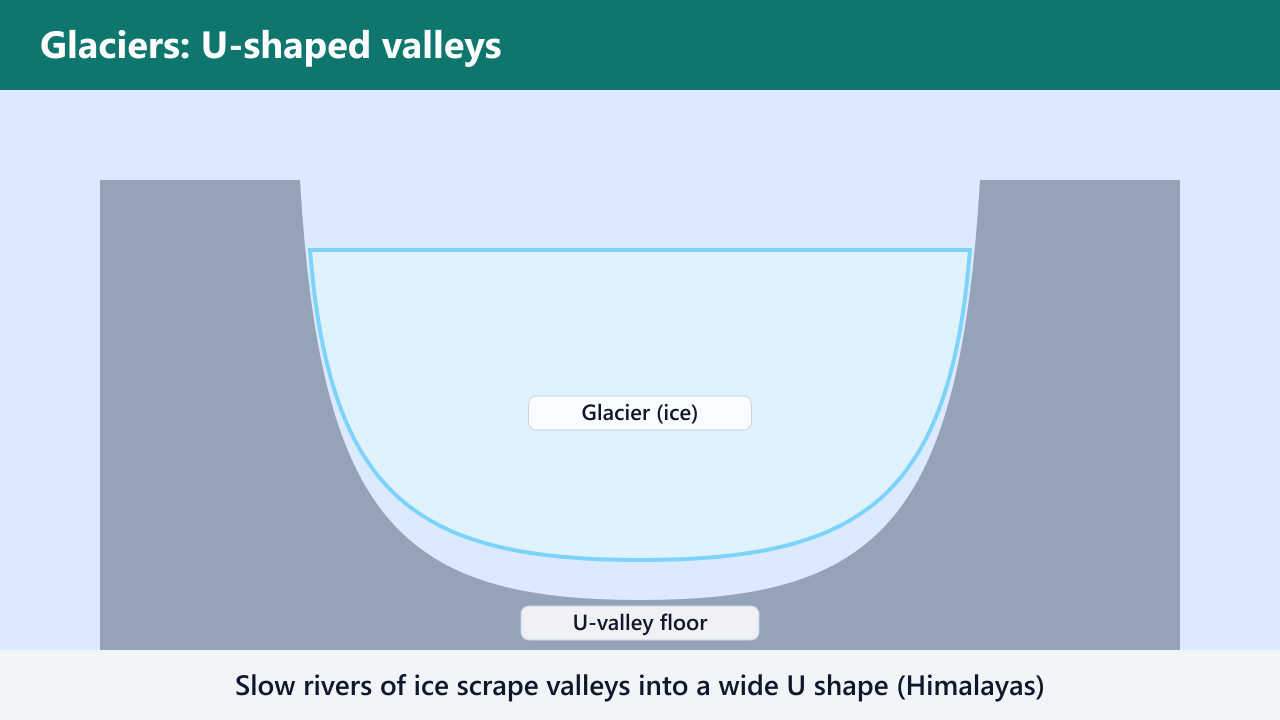 Glaciers: U-shaped valleys
Glacier (ice)
U-valley floor
Slow rivers of ice scrape valleys into a wide U shape (Himalayas)